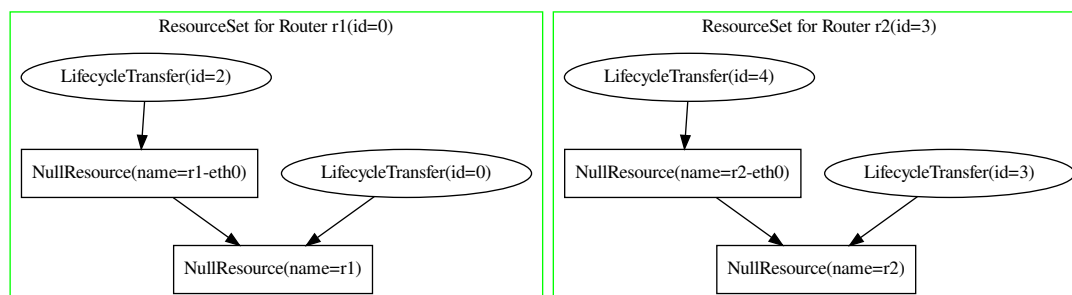 ResourceSet for Router r1(id=0)
LifecycleTransfer(id=2)
NullResource(name=r1-eth0)
LifecycleTransfer(id=0)
NullResource(name=r1)
ResourceSet for Router r2(id=3)
LifecycleTransfer(id=4)
NullResource(name=r2-eth0)
LifecycleTransfer(id=3)
NullResource(name=r2)